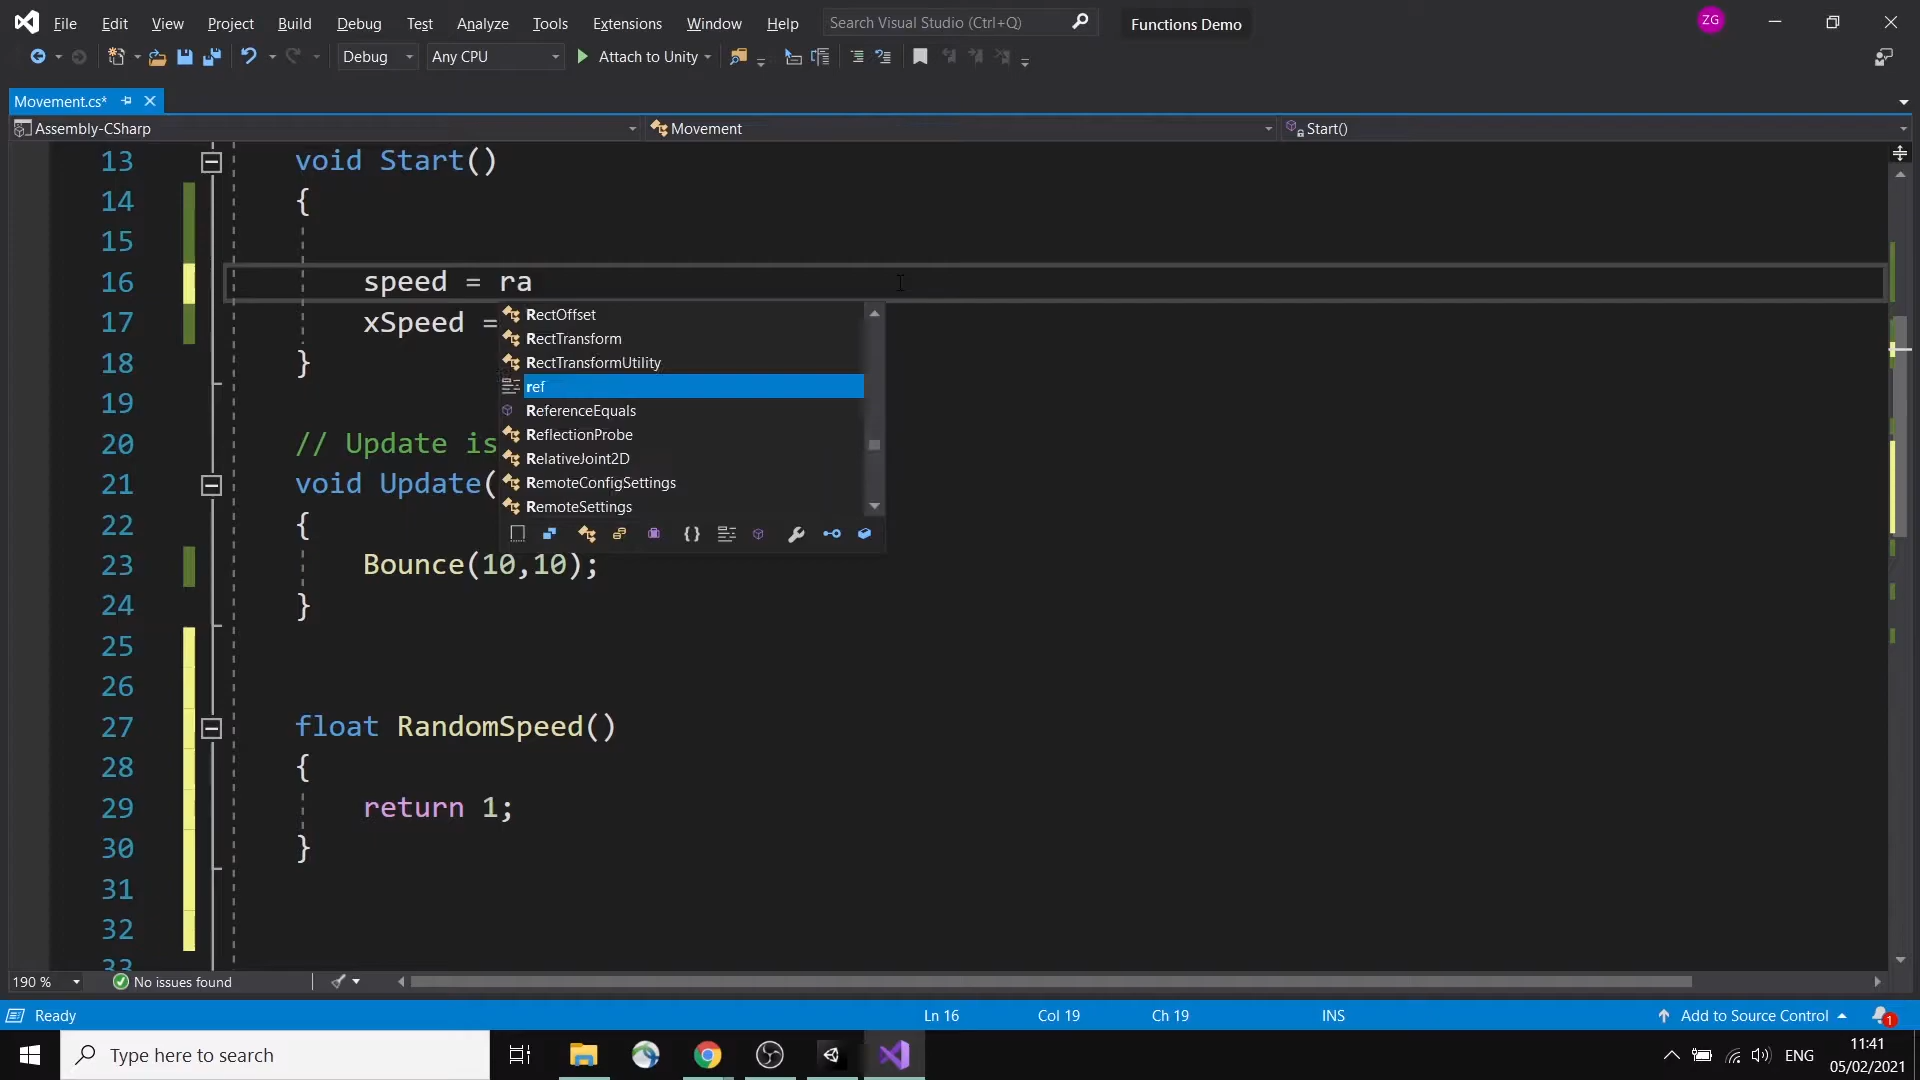 File Edit View Project Build Debug Test Analyze Tools Extensions Window Help Search Visual Studio (Ctrl+Q) Functions Demo ZG
Debug Any CPU Attach to Unity
Movement.cs*
Assembly-CSharp Movement Start()
13 void Start()
14 {
15
16 speed = ra
17 xSpeed =
18 }
19
20 // Update is
21 void Update(
22 {
23 Bounce(10,10);
24 }
25
26
27 float RandomSpeed()
28 {
29 return 1;
30 }
31
32
33
RectOffset
RectTransform
RectTransformUtility
ref
ReferenceEquals
ReflectionProbe
RelativeJoint2D
RemoteConfigSettings
RemoteSettings
190 % No issues found
Ready Ln 16 Col 19 Ch 19 INS Add to Source Control 1
Type here to search ENG 11:41
05/02/2021